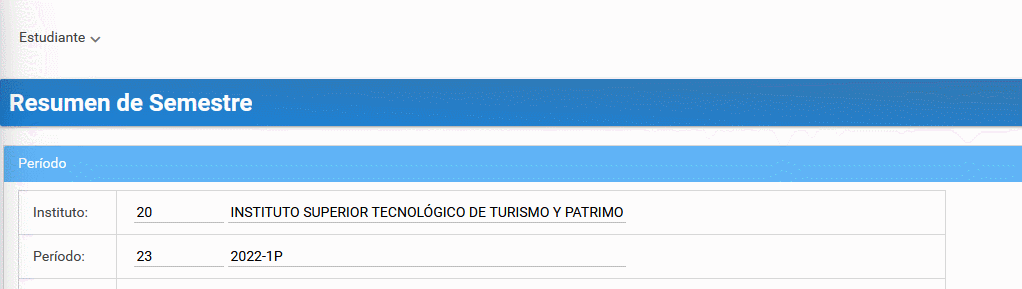 Estudiante
Resumen de Semestre
Período
Instituto: 20 INSTITUTO SUPERIOR TECNOLÓGICO DE TURISMO Y PATRIMO
Período: 23 2022-1P